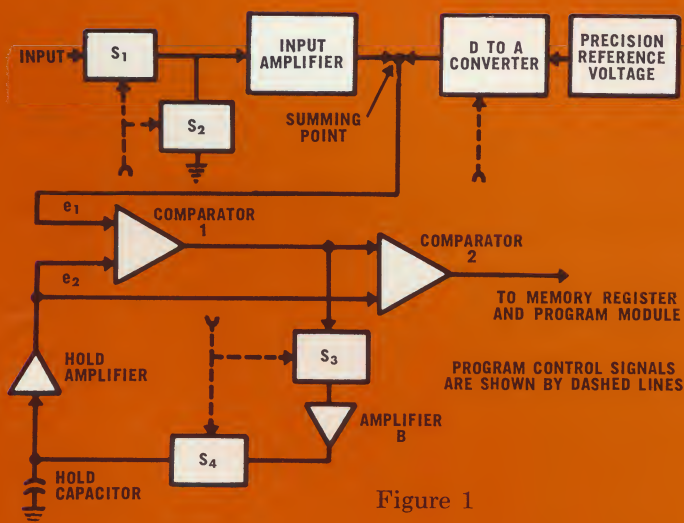 INPUT
S1
INPUT
AMPLIFIER
D TO A
CONVERTER
PRECISION
REFERENCE
VOLTAGE
S2
SUMMING
POINT
e1
COMPARATOR
1
COMPARATOR
2
e2
TO MEMORY REGISTER
AND PROGRAM MODULE
HOLD
AMPLIFIER
S3
PROGRAM CONTROL SIGNALS
ARE SHOWN BY DASHED LINES
AMPLIFIER
B
S4
HOLD
CAPACITOR
Figure 1